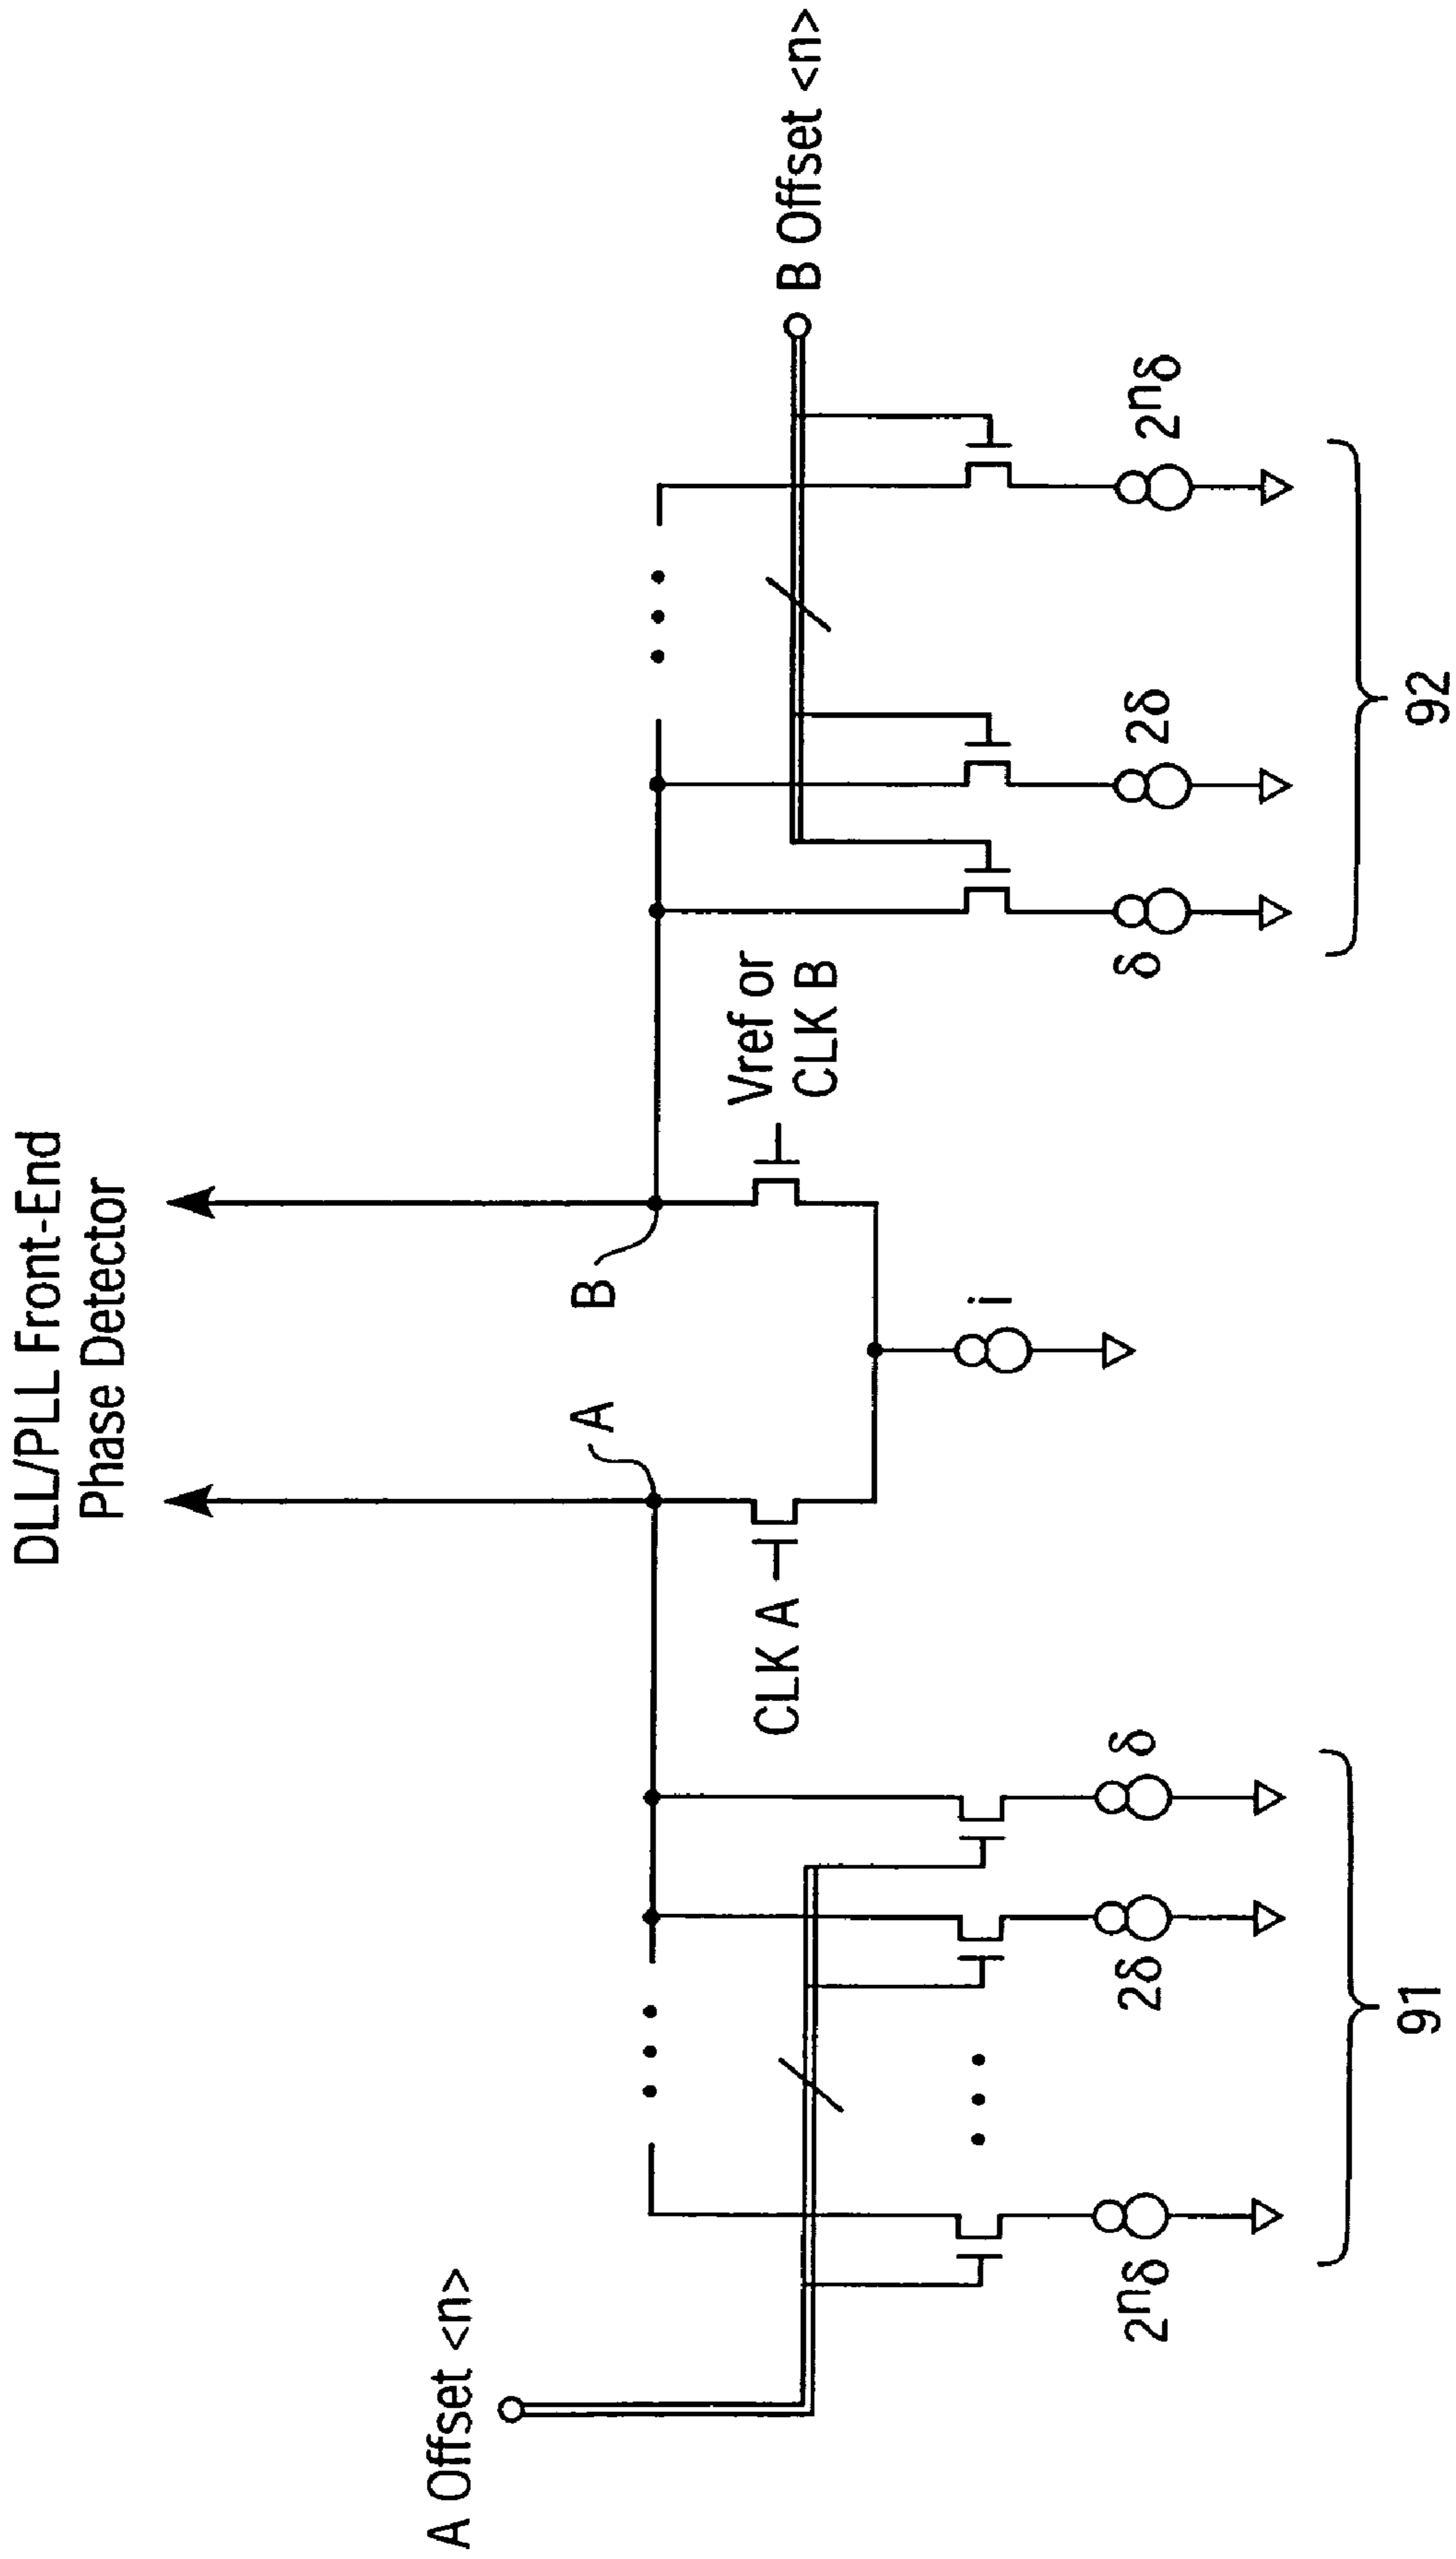 DLL/PLL Front-End
Phase Detector
A Offset <n>
A
B
B Offset <n>
CLK A
Vref or
CLK B
i
2ⁿδ
2δ
δ
δ
2δ
2ⁿδ
91
92